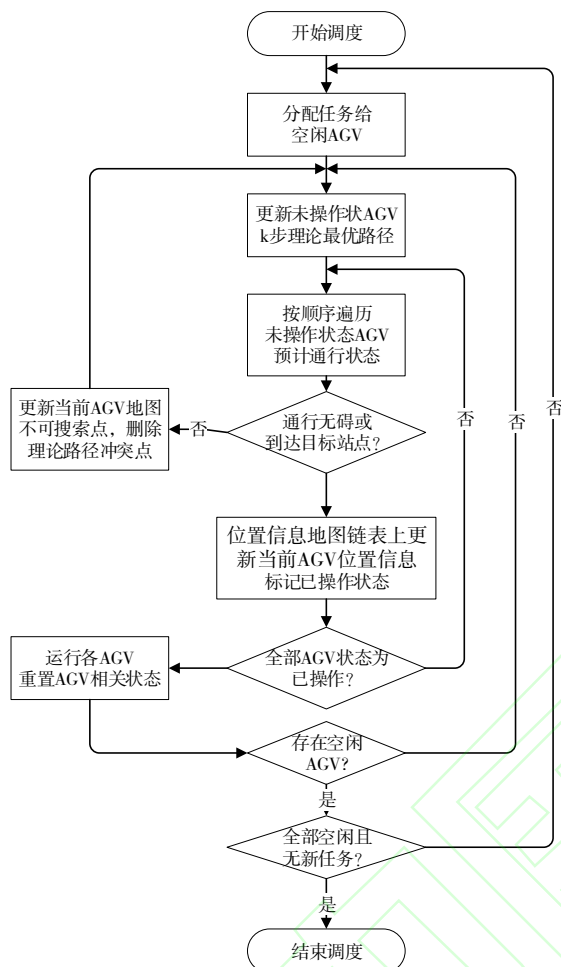 开始调度
分配任务给
空闲AGV
更新未操作状AGV
k步理论最优路径
按顺序遍历
未操作状态AGV
预计通行状态
更新当前AGV地图
不可搜索点，删除
理论路径冲突点
否
通行无碍或
到达目标站点？
否
否
否
位置信息地图链表上更
新当前AGV位置信息
标记已操作状态
运行各AGV
重置AGV相关状态
全部AGV状态为
已操作？
存在空闲
AGV？
是
全部空闲且
无新任务？
是
结束调度